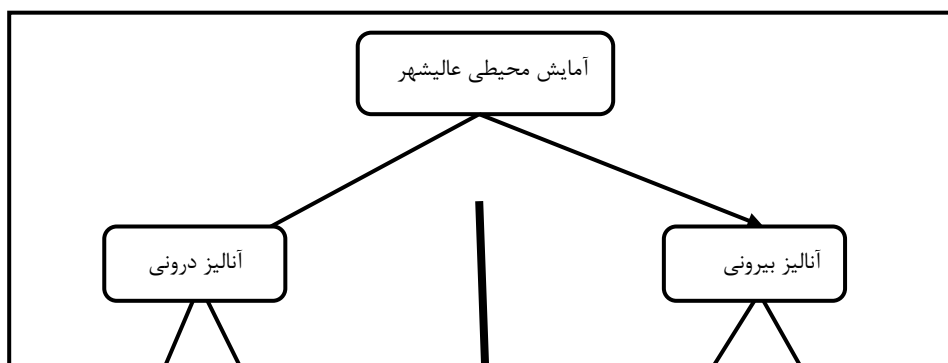 آمایش محیطی عالیشهر
آنالیز بیرونی
آنالیز درونی